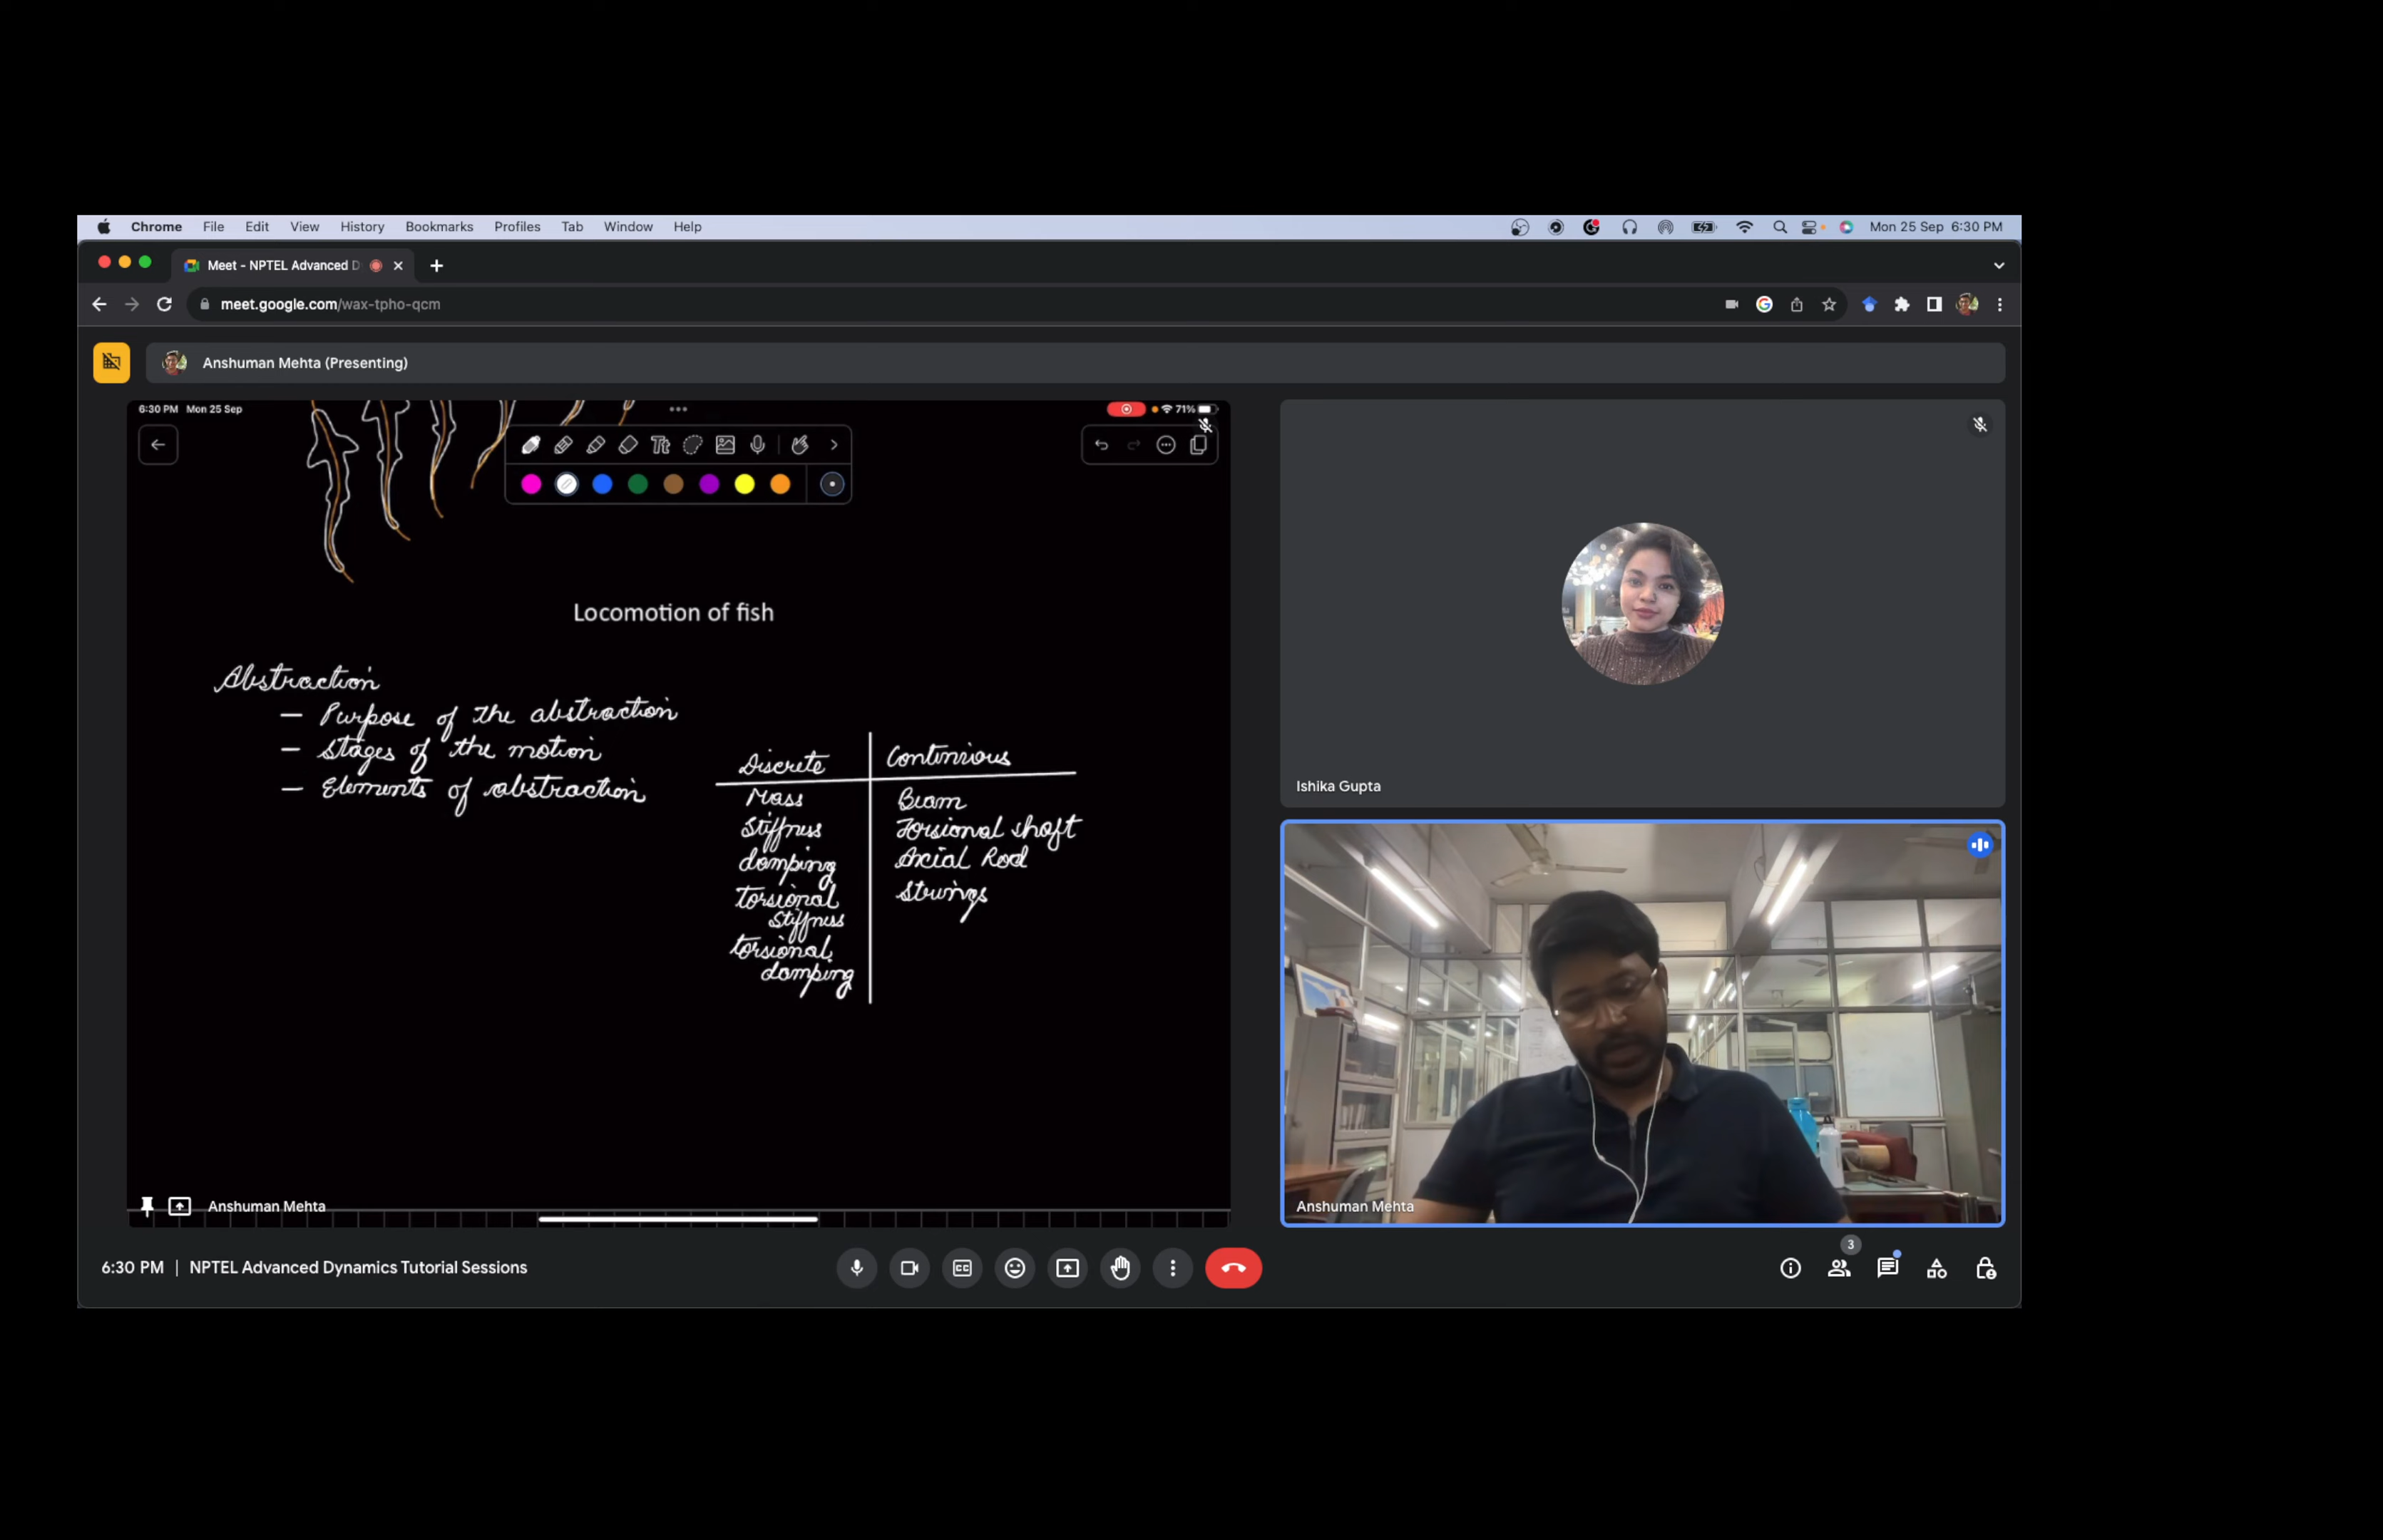 Chrome File Edit View History Bookmarks Profiles Tab Window Help Mon 25 Sep 6:30 PM
Meet - NPTEL Advanced D
meet.google.com/wax-tpho-qcm
Anshuman Mehta (Presenting)
6:30 PM Mon 25 Sep
71%
Tt
Locomotion of fish
Abstraction
— Purpose of the abstraction
— Stages of the motion
— Elements of abstraction
Discrete
Mass
Stiffness
damping
torsional
Stiffness
torsional
damping
Continious
Beam
Torsional shaft
Axial Rod
Strings
Anshuman Mehta
Ishika Gupta
Anshuman Mehta
6:30 PM | NPTEL Advanced Dynamics Tutorial Sessions
CC
3